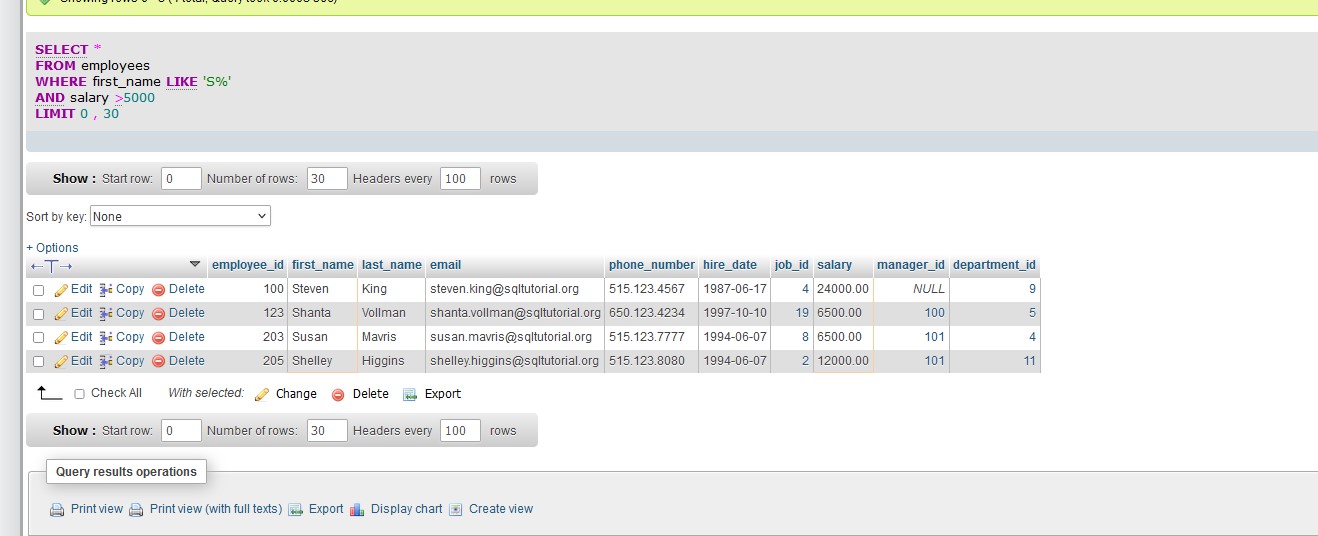 SELECT *
FROM employees
WHERE first_name LIKE 'S%'
AND salary >5000
LIMIT 0 , 30
Show : Start row: 0 Number of rows: 30 Headers every 100 rows
Sort by key: None
+ Options
←T→ employee_id first_name last_name email phone_number hire_date job_id salary manager_id department_id
Edit Copy Delete 100 Steven King steven.king@sqltutorial.org 515.123.4567 1987-06-17 4 24000.00 NULL 9
Edit Copy Delete 123 Shanta Vollman shanta.vollman@sqltutorial.org 650.123.4234 1997-10-10 19 6500.00 100 5
Edit Copy Delete 203 Susan Mavris susan.mavris@sqltutorial.org 515.123.7777 1994-06-07 8 6500.00 101 4
Edit Copy Delete 205 Shelley Higgins shelley.higgins@sqltutorial.org 515.123.8080 1994-06-07 2 12000.00 101 11
Check All With selected: Change Delete Export
Show : Start row: 0 Number of rows: 30 Headers every 100 rows
Query results operations
Print view Print view (with full texts) Export Display chart Create view